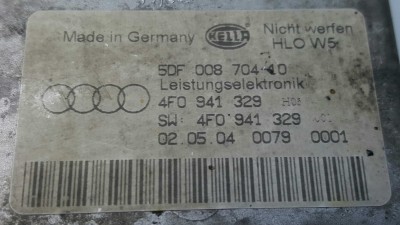 Made in Germany HELLA Nicht werfen
HLO W5
5DF 008 704-10
Leistungselektronik
4F0 941 329 H03
SW: 4F0 941 329
02.05.04 0079 0001